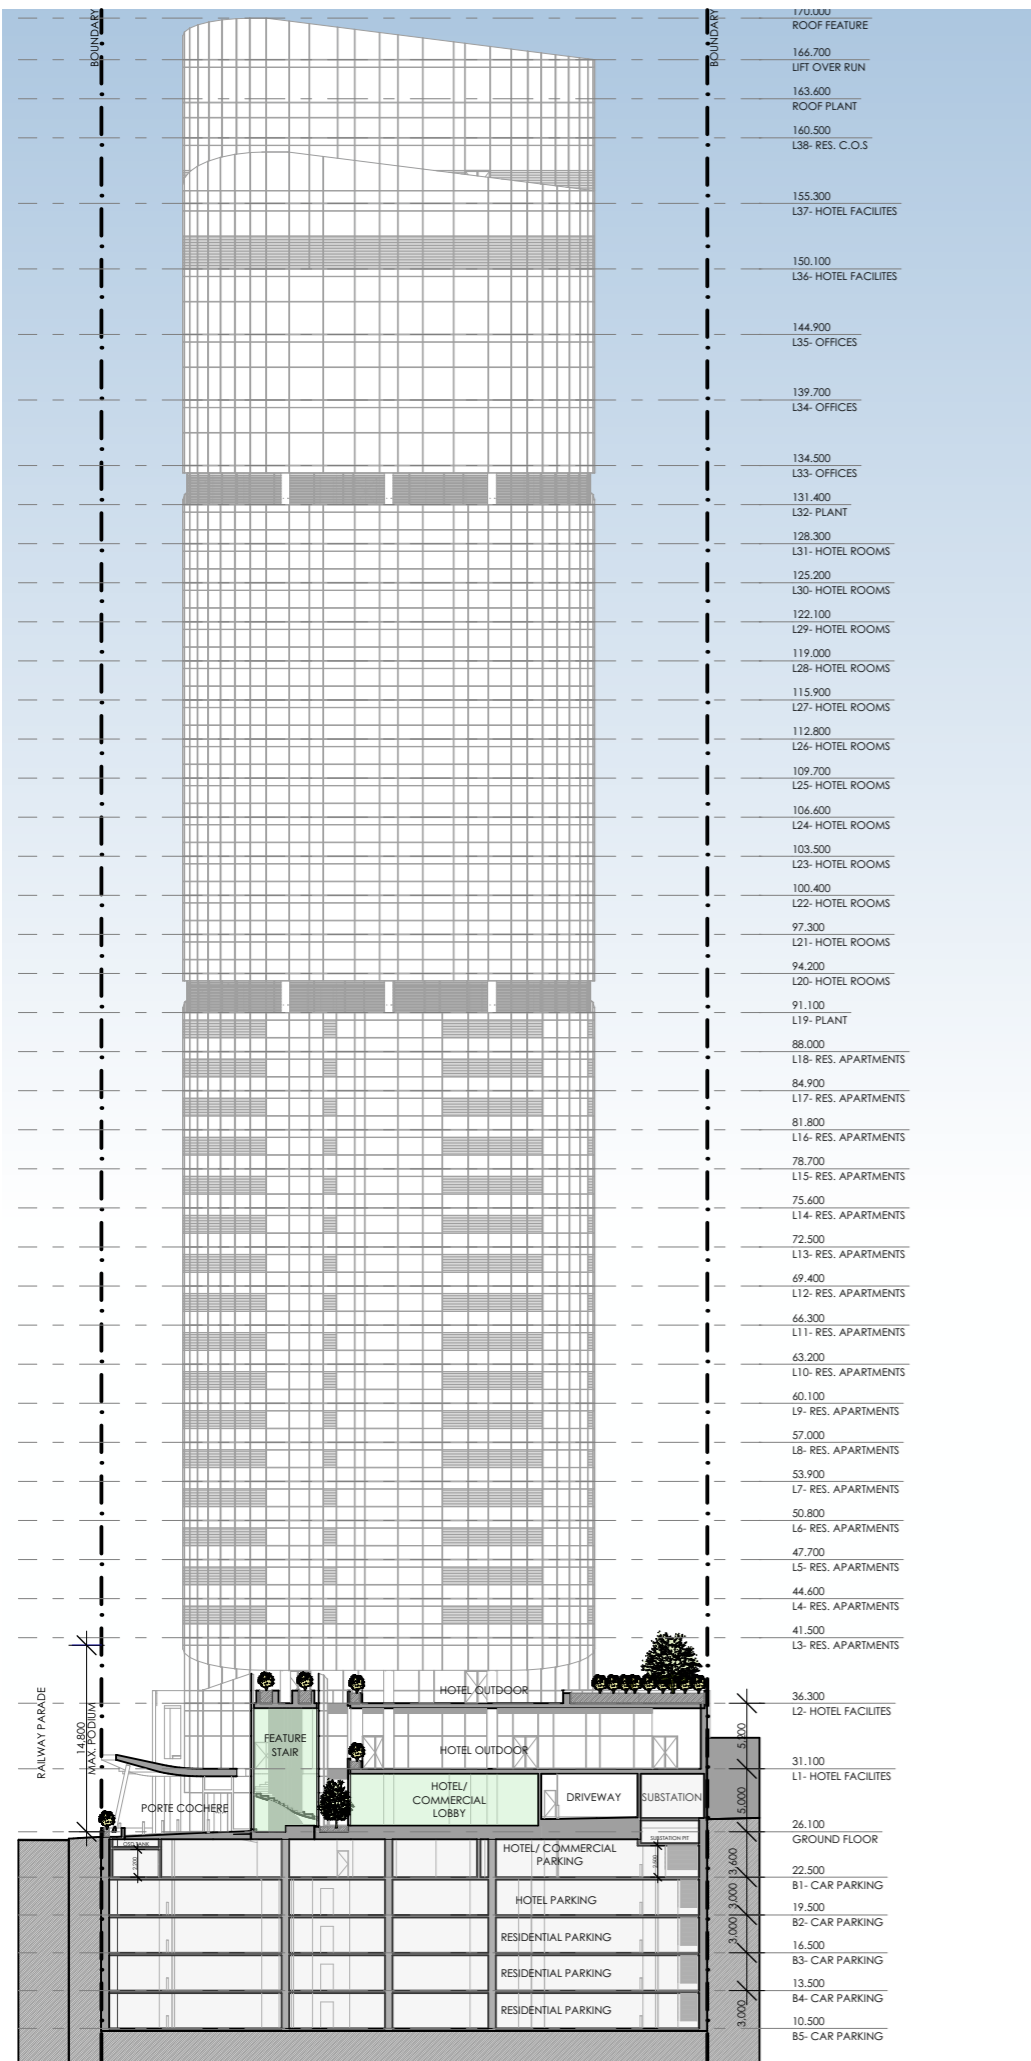 BOUNDARY
BOUNDARY
170.000
ROOF FEATURE
166.700
LIFT OVER RUN
163.600
ROOF PLANT
160.500
L38- RES. C.O.S
155.300
L37- HOTEL FACILITES
150.100
L36- HOTEL FACILITES
144.900
L35- OFFICES
139.700
L34- OFFICES
134.500
L33- OFFICES
131.400
L32- PLANT
128.300
L31- HOTEL ROOMS
125.200
L30- HOTEL ROOMS
122.100
L29- HOTEL ROOMS
119.000
L28- HOTEL ROOMS
115.900
L27- HOTEL ROOMS
112.800
L26- HOTEL ROOMS
109.700
L25- HOTEL ROOMS
106.600
L24- HOTEL ROOMS
103.500
L23- HOTEL ROOMS
100.400
L22- HOTEL ROOMS
97.300
L21- HOTEL ROOMS
94.200
L20- HOTEL ROOMS
91.100
L19- PLANT
88.000
L18- RES. APARTMENTS
84.900
L17- RES. APARTMENTS
81.800
L16- RES. APARTMENTS
78.700
L15- RES. APARTMENTS
75.600
L14- RES. APARTMENTS
72.500
L13- RES. APARTMENTS
69.400
L12- RES. APARTMENTS
66.300
L11- RES. APARTMENTS
63.200
L10- RES. APARTMENTS
60.100
L9- RES. APARTMENTS
57.000
L8- RES. APARTMENTS
53.900
L7- RES. APARTMENTS
50.800
L6- RES. APARTMENTS
47.700
L5- RES. APARTMENTS
44.600
L4- RES. APARTMENTS
41.500
L3- RES. APARTMENTS
36.300
L2- HOTEL FACILITES
31.100
L1- HOTEL FACILITES
26.100
GROUND FLOOR
22.500
B1- CAR PARKING
19.500
B2- CAR PARKING
16.500
B3- CAR PARKING
13.500
B4- CAR PARKING
10.500
B5- CAR PARKING
RAILWAY PARADE
14.800
MAX. PODIUM
HOTEL OUTDOOR
FEATURE
STAIR
HOTEL OUTDOOR
PORTE COCHERE
HOTEL/
COMMERCIAL
LOBBY
DRIVEWAY
SUBSTATION
SUBSTATION PIT
OSD TANK
HOTEL/ COMMERCIAL
PARKING
HOTEL PARKING
RESIDENTIAL PARKING
RESIDENTIAL PARKING
RESIDENTIAL PARKING
5,200
5,000
3,600
3,000
3,000
3,000